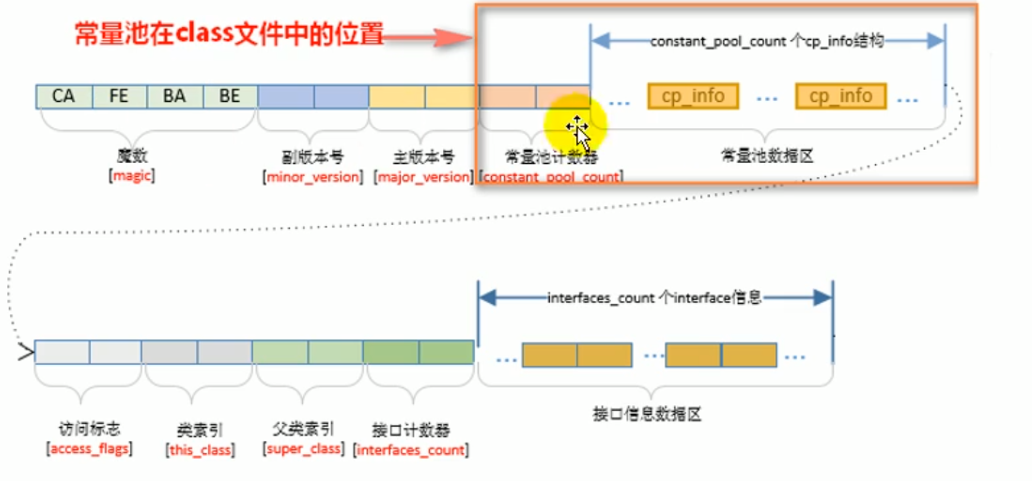 常量池在class文件中的位置
constant_pool_count 个cp_info结构
CA FE BA BE ... cp_info ... cp_info ...
魔数 副版本号 主版本号 常量池计数器 常量池数据区
[magic] [minor_version] [major_version] [constant_pool_count]
interfaces_count 个interface信息
... ... ...
访问标志 类索引 父类索引 接口计数器 接口信息数据区
[access_flags] [this_class] [super_class] [interfaces_count]